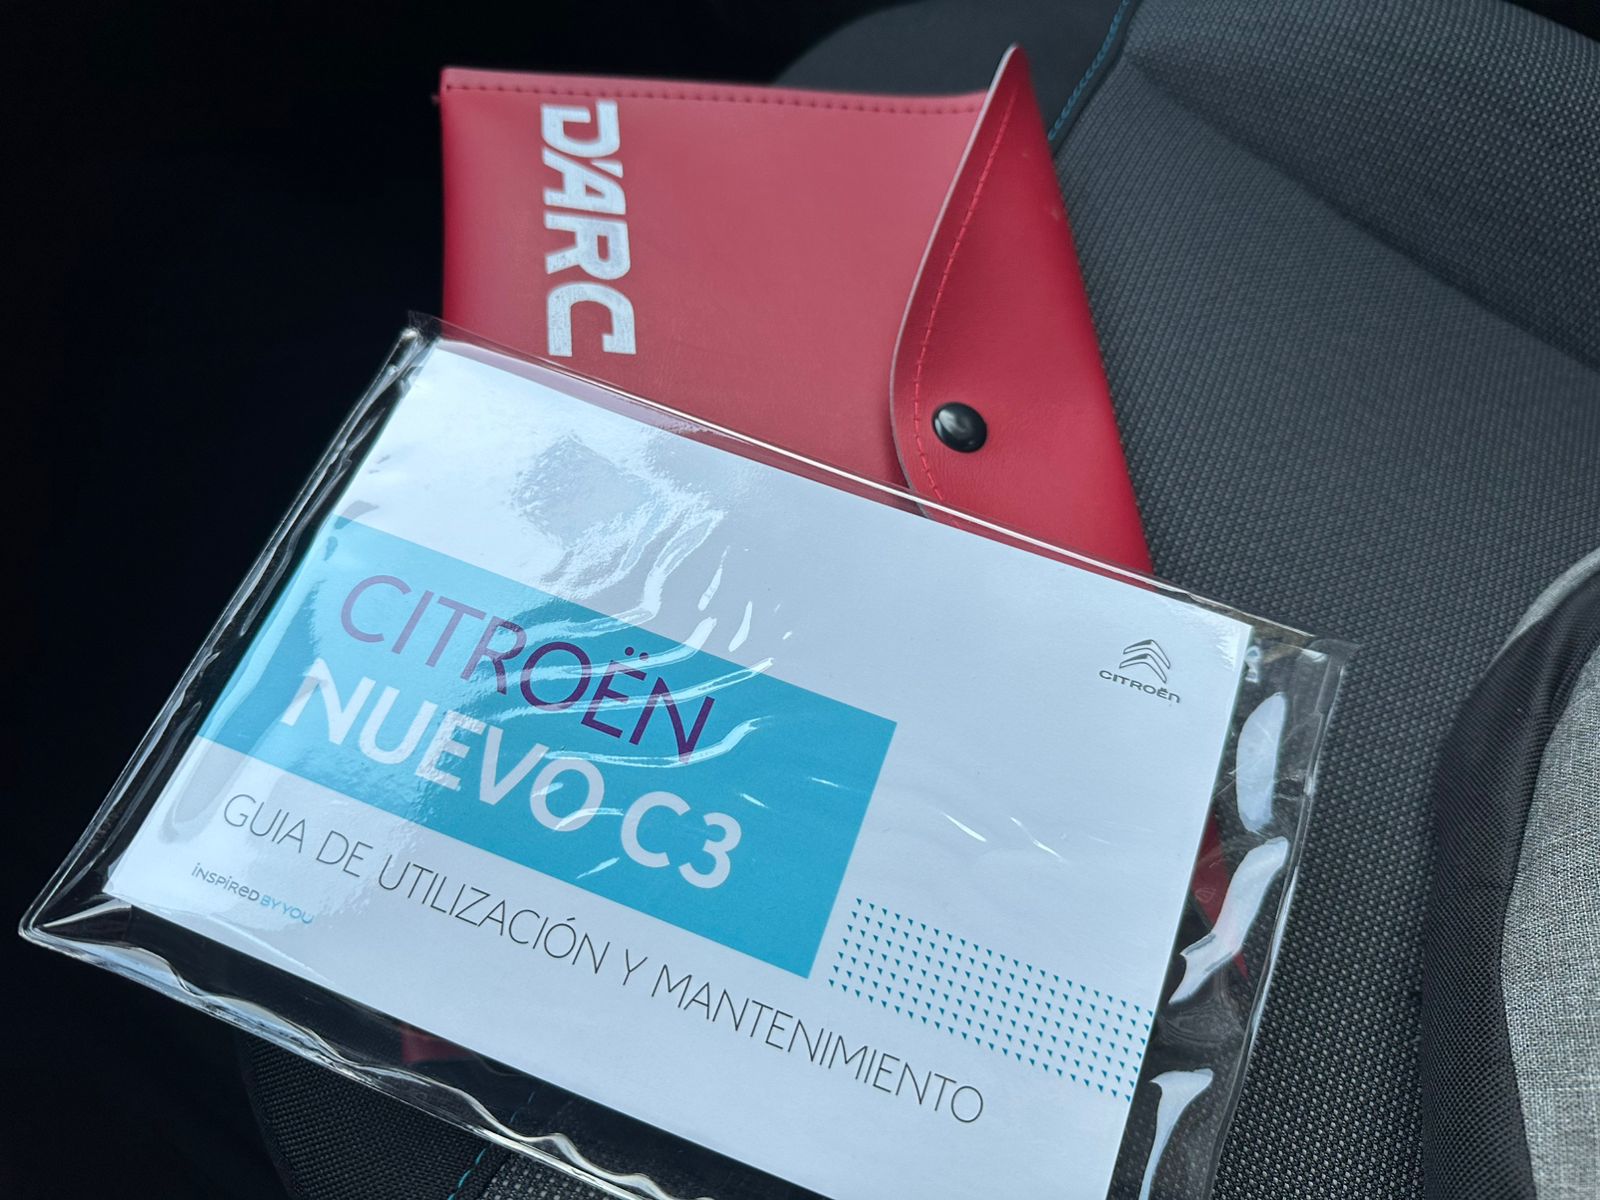 D'ARC
CITROËN
NUEVO C3
GUIA DE UTILIZACIÓN Y MANTENIMIENTO
INSPIRED BY YOU
CITROËN